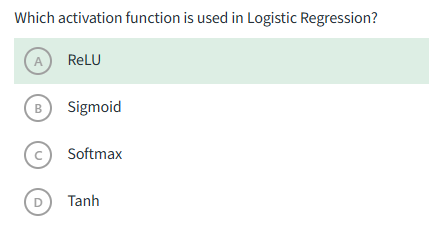 Which activation function is used in Logistic Regression?
A ReLU
B Sigmoid
C Softmax
D Tanh